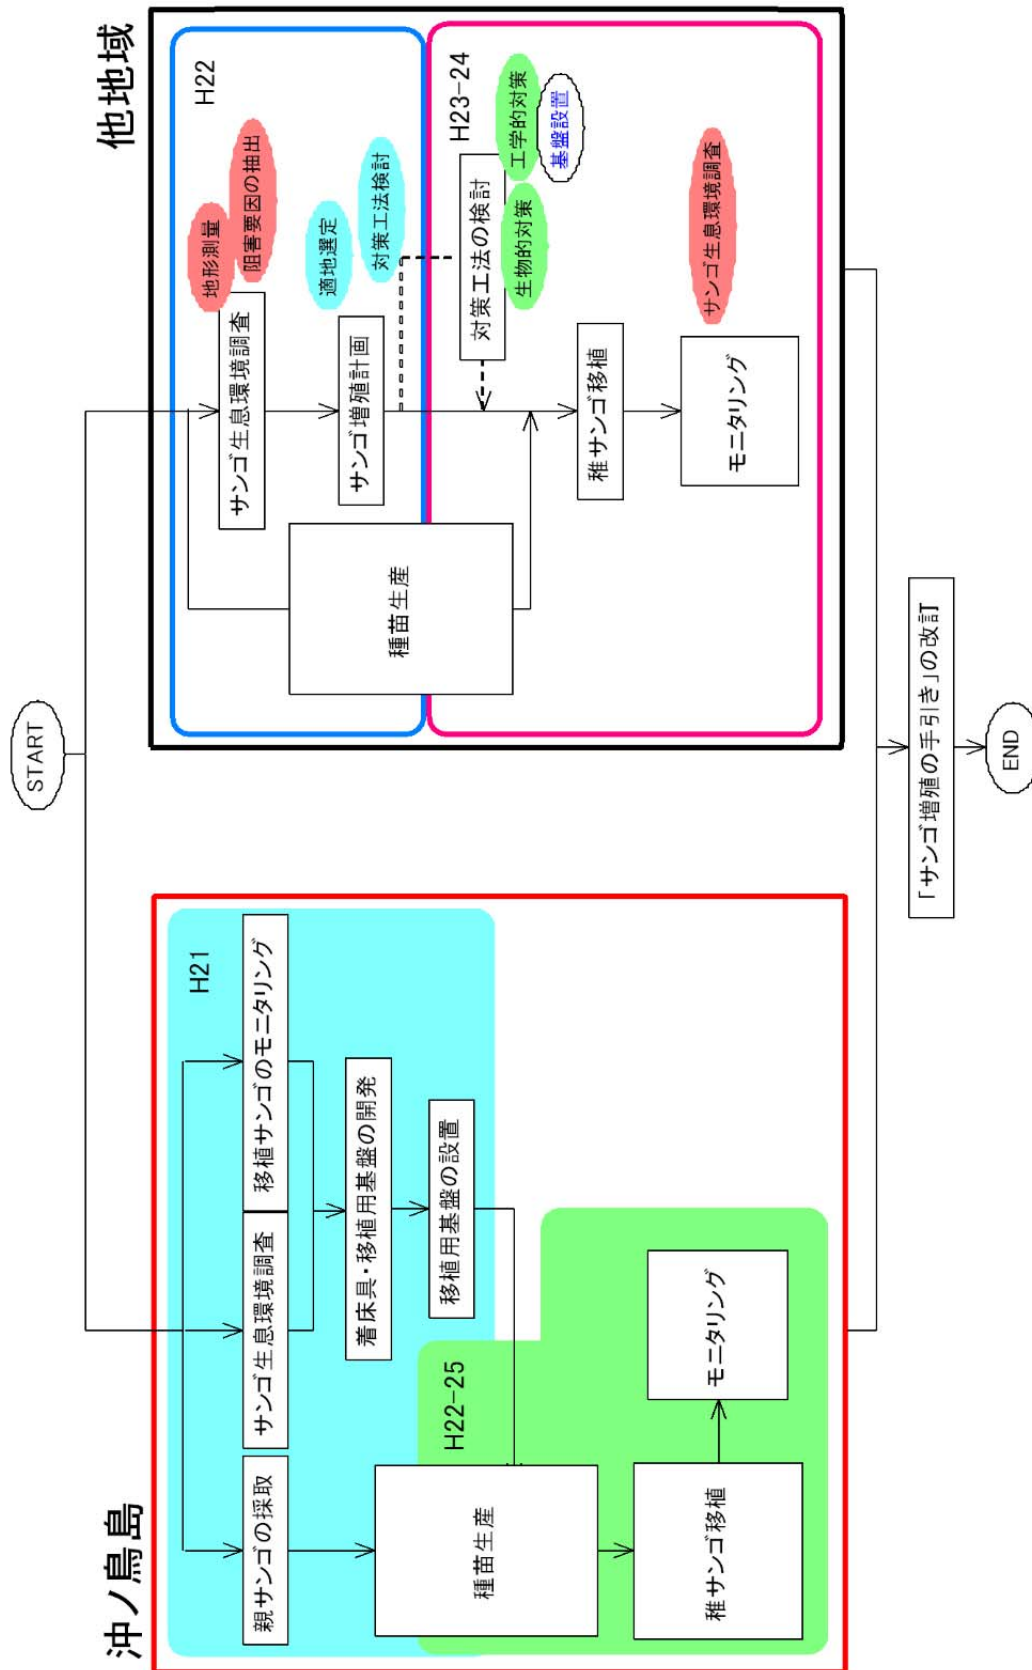 START
沖ノ鳥島
H21
親サンゴの採取
サンゴ生息環境調査
移植サンゴのモニタリング
着床具・移植用基盤の開発
移植用基盤の設置
H22-25
種苗生産
稚サンゴ移植
モニタリング
他地域
H22
サンゴ生息環境調査
地形測量
阻害要因の抽出
サンゴ増殖計画
適地選定
対策工法検討
種苗生産
H23-24
対策工法の検討
生物的対策
工学的対策
基盤設置
稚サンゴ移植
モニタリング
サンゴ生息環境調査
「サンゴ増殖の手引き」の改訂
END